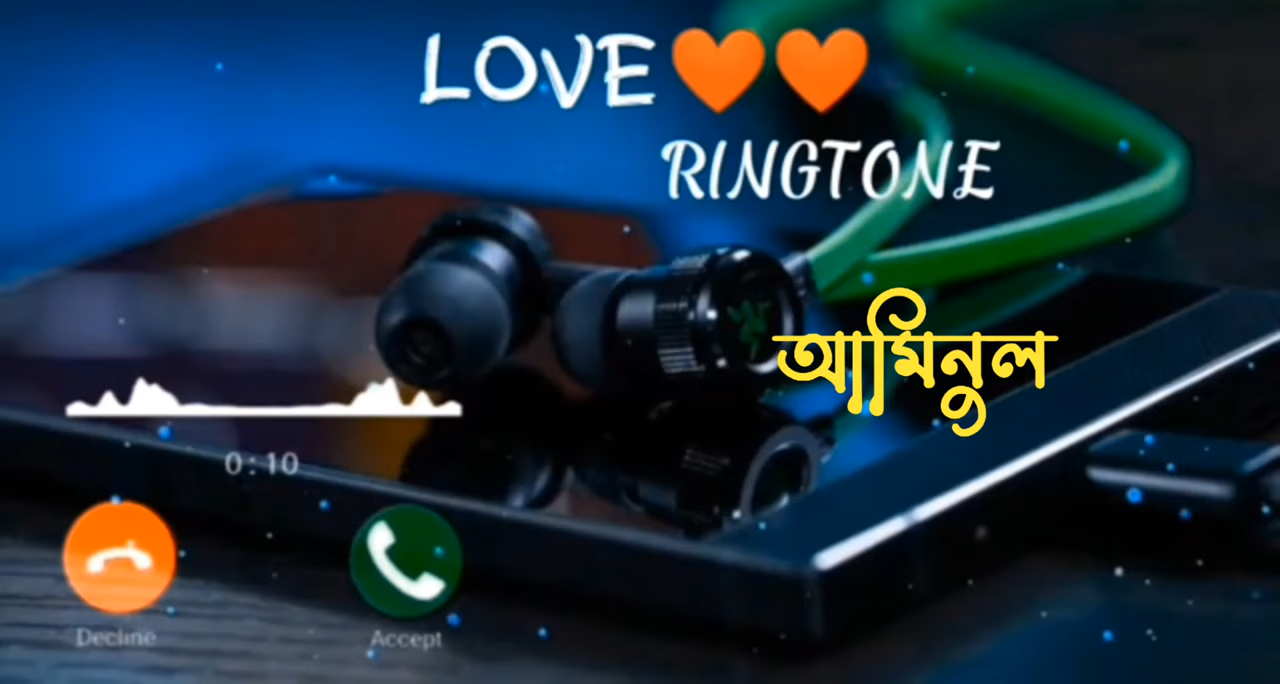 LOVE🧡🧡
RINGTONE
আমিনুল
0:10
Decline
Accept